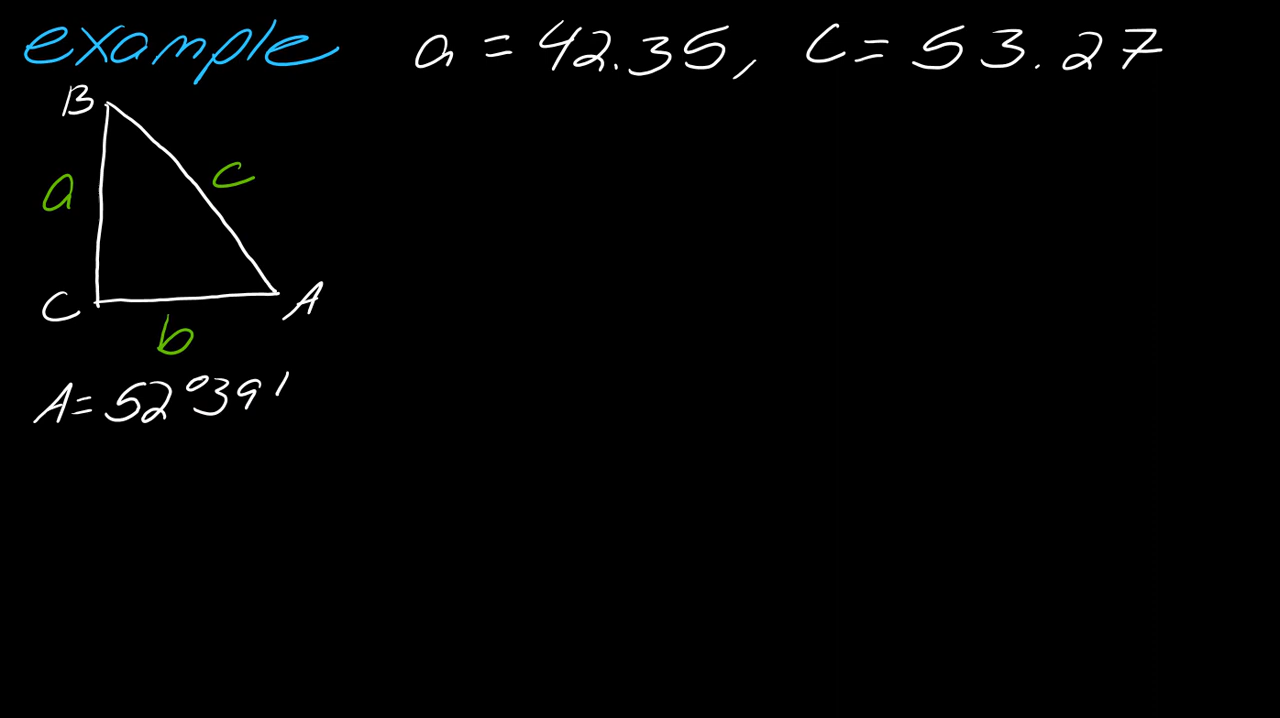 example a = 42.35, c = 53.27
B
a c
C A
b
A = 52°39'